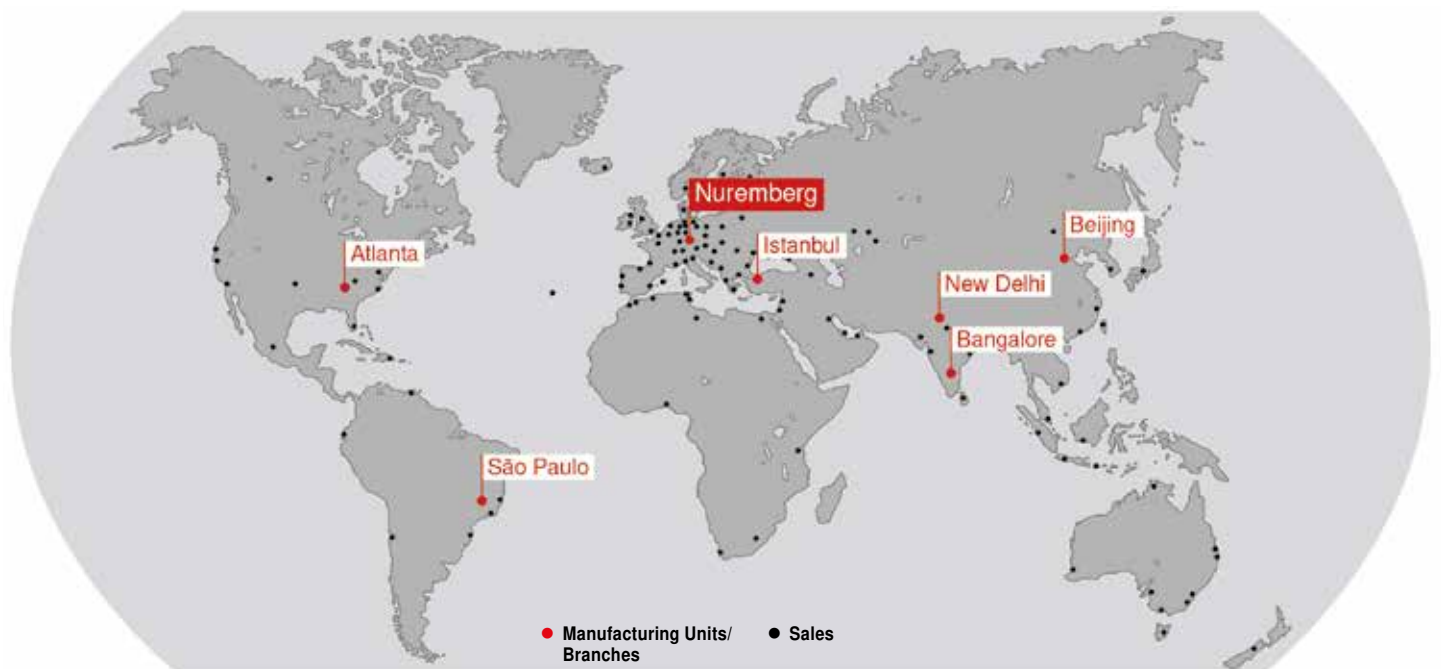 Nuremberg
Beijing
Atlanta
Istanbul
New Delhi
Bangalore
São Paulo
Manufacturing Units/
Branches
Sales